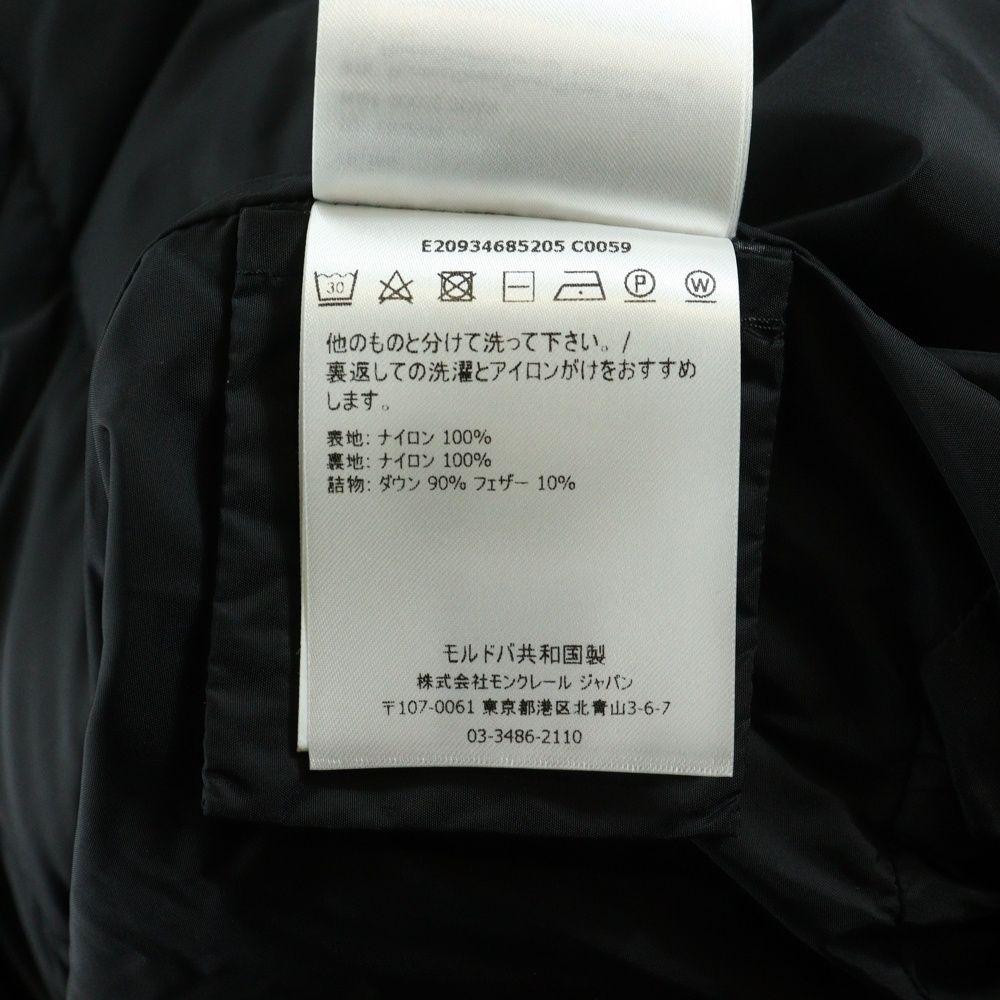 E20934685205 C0059
30
P
W
他のものと分けて洗って下さい。/
裏返しての洗濯とアイロンがけをおすすめ
します。
表地: ナイロン 100%
裏地: ナイロン 100%
詰物: ダウン 90% フェザー 10%
モルドバ共和国製
株式会社モンクレール ジャパン
〒107-0061 東京都港区北青山3-6-7
03-3486-2110